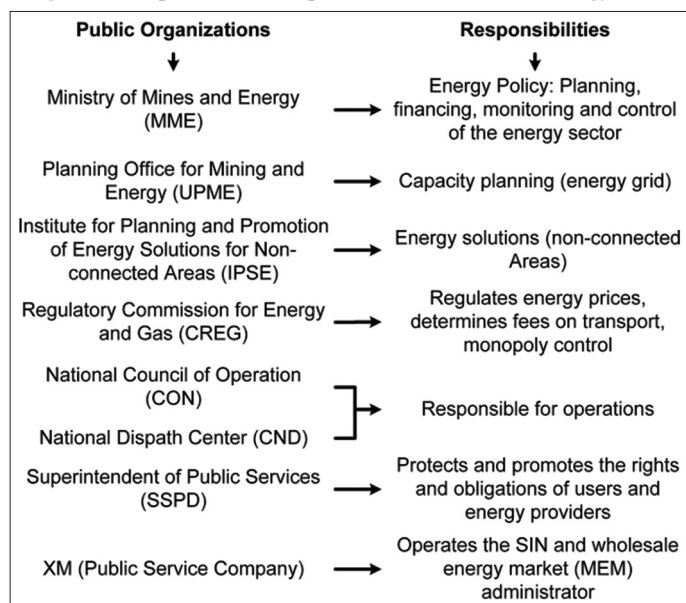 Public Organizations
Responsibilities
Ministry of Mines and Energy
(MME)
Energy Policy: Planning,
financing, monitoring and control
of the energy sector
Planning Office for Mining and
Energy (UPME)
Capacity planning (energy grid)
Institute for Planning and Promotion
of Energy Solutions for Non-
connected Areas (IPSE)
Energy solutions (non-connected
Areas)
Regulatory Commission for Energy
and Gas (CREG)
Regulates energy prices,
determines fees on transport,
monopoly control
National Council of Operation
(CON)
National Dispath Center (CND)
Responsible for operations
Superintendent of Public Services
(SSPD)
Protects and promotes the rights
and obligations of users and
energy providers
XM (Public Service Company)
Operates the SIN and wholesale
energy market (MEM)
administrator